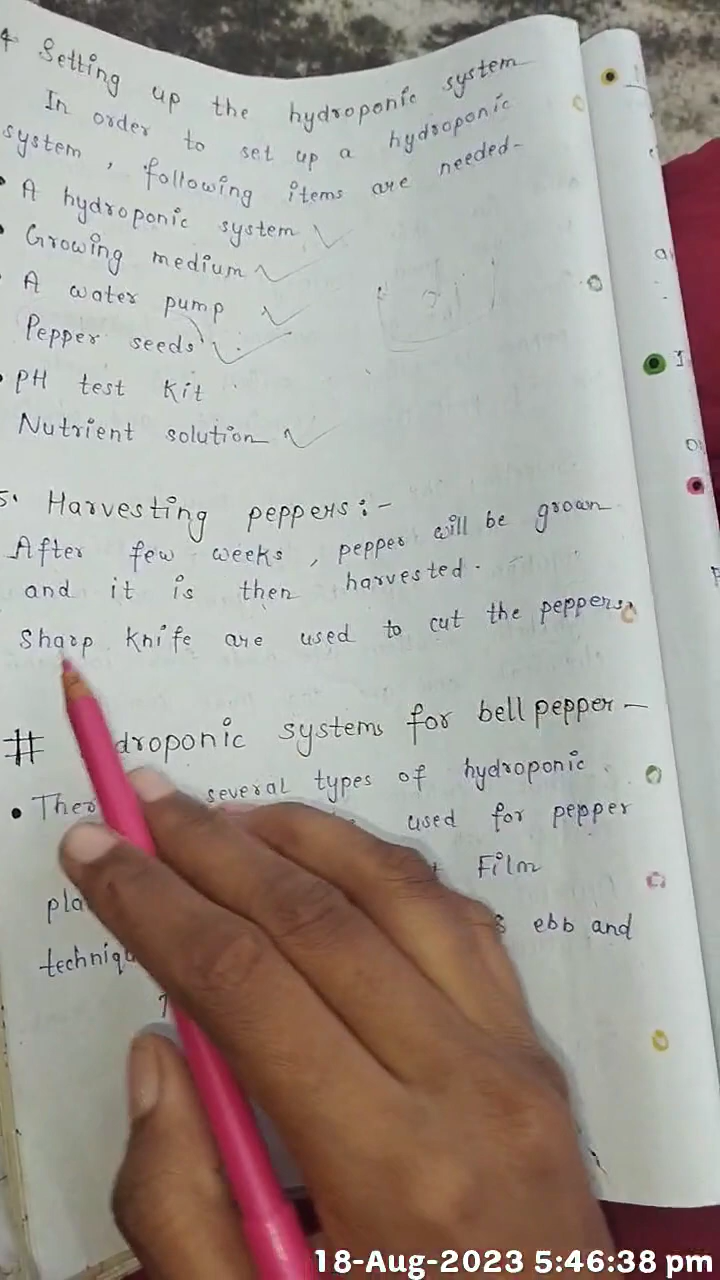 4 Setting up the hydroponic system
In order to set up a hydroponic
system, following items are needed-
• A hydroponic system
• Growing medium
• A water pump
Pepper seeds
• PH test kit
Nutrient solution
5. Harvesting peppers:-
After few weeks, pepper will be grown
and it is then harvested.
Sharp knife are used to cut the peppers.
# droponic systems for bell pepper-
• Ther several types of hydroponic
used for pepper
Film
pla
ebb and
techniqu
18-Aug-2023 5:46:38 pm